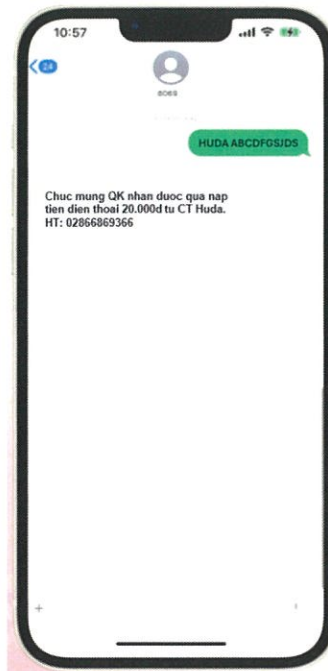 10:57
24
8069
HUDA ABCDFGSJDS
Chuc mung QK nhan duoc qua nap
tien dien thoai 20.000d tu CT Huda.
HT: 02866869366